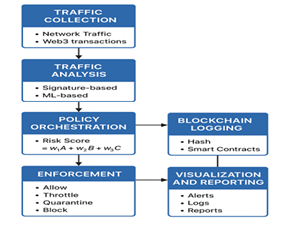 TRAFFIC
COLLECTION
• Network Traffic
• Web3 transactions
TRAFFIC
ANALYSIS
• Signature-based
• ML-based
POLICY
ORCHESTRATION
• Risk Score
= w₁A + w₂B + w₃C
ENFORCEMENT
• Allow
• Throttle
• Quarantine
• Block
BLOCKCHAIN
LOGGING
• Hash
• Smart Contracts
VISUALIZATION
AND REPORTING
• Alerts
• Logs
• Reports